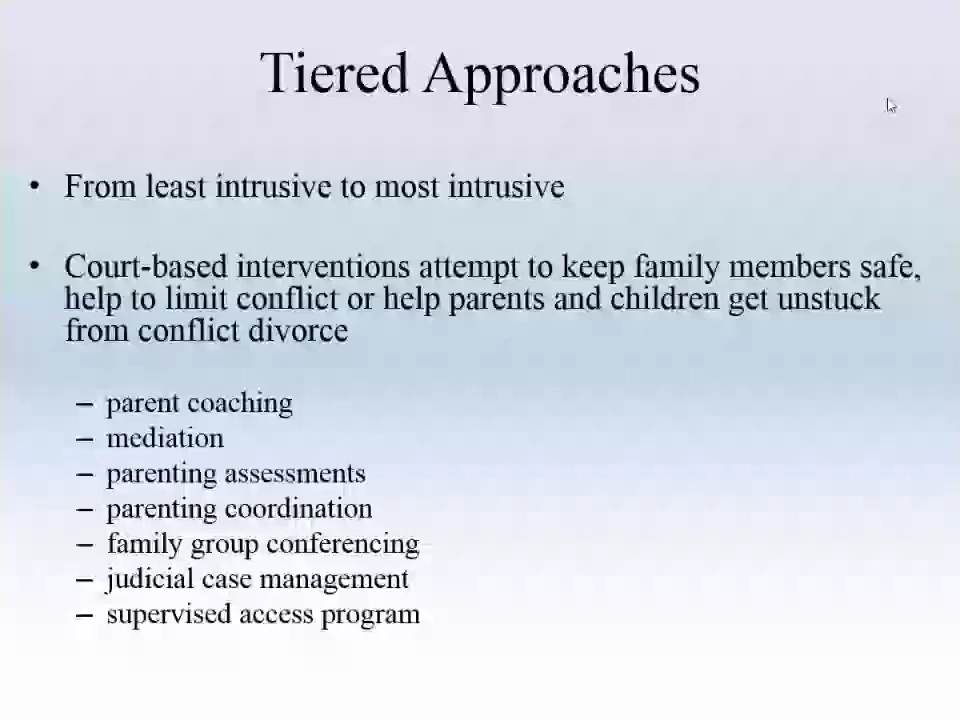 Tiered Approaches
• From least intrusive to most intrusive
• Court-based interventions attempt to keep family members safe,
help to limit conflict or help parents and children get unstuck
from conflict divorce
– parent coaching
– mediation
– parenting assessments
– parenting coordination
– family group conferencing
– judicial case management
– supervised access program